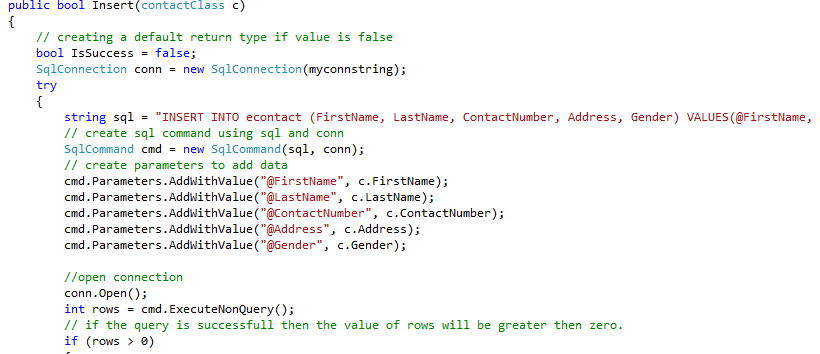 public bool Insert(contactClass c)
{
// creating a default return type if value is false
bool IsSuccess = false;
SqlConnection conn = new SqlConnection(myconnstring);
try
{
string sql = "INSERT INTO econtact (FirstName, LastName, ContactNumber, Address, Gender) VALUES(@FirstName,
// create sql command using sql and conn
SqlCommand cmd = new SqlCommand(sql, conn);
// create parameters to add data
cmd.Parameters.AddWithValue("@FirstName", c.FirstName);
cmd.Parameters.AddWithValue("@LastName", c.LastName);
cmd.Parameters.AddWithValue("@ContactNumber", c.ContactNumber);
cmd.Parameters.AddWithValue("@Address", c.Address);
cmd.Parameters.AddWithValue("@Gender", c.Gender);
//open connection
conn.Open();
int rows = cmd.ExecuteNonQuery();
// if the query is successfull then the value of rows will be greater then zero.
if (rows > 0)